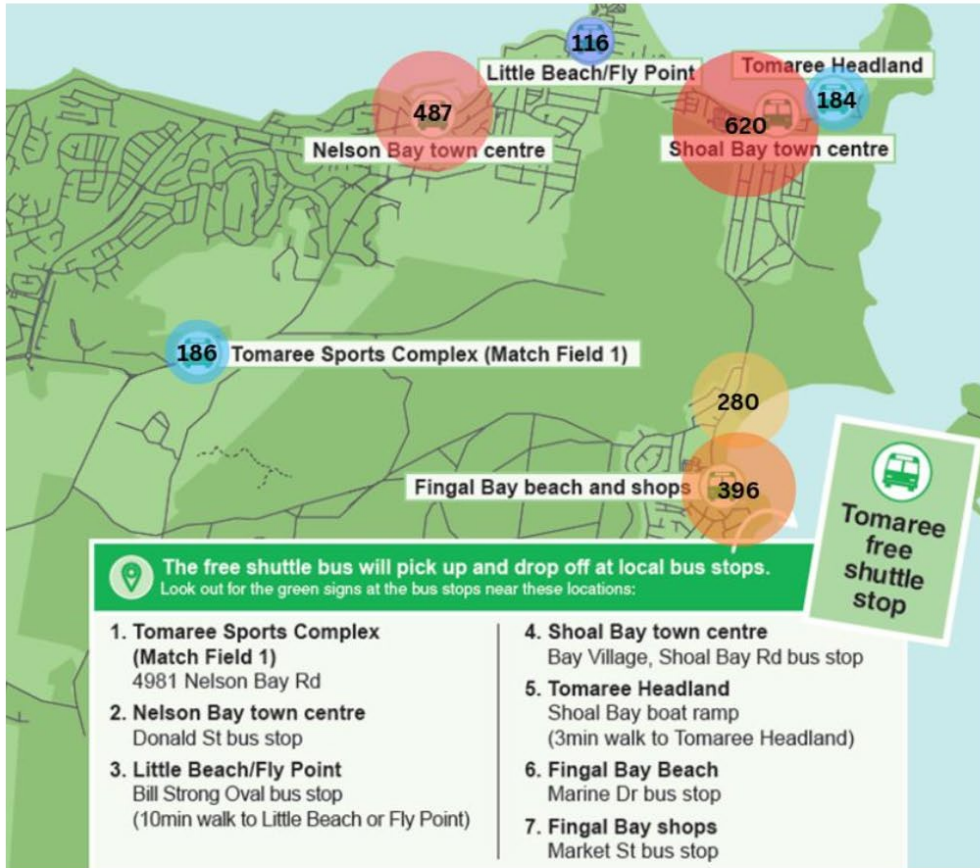 116
Little Beach/Fly Point
Tomaree Headland
184
487
620
Nelson Bay town centre
Shoal Bay town centre
186
Tomaree Sports Complex (Match Field 1)
280
Fingal Bay beach and shops
396
Tomaree
free
shuttle
stop
The free shuttle bus will pick up and drop off at local bus stops.
Look out for the green signs at the bus stops near these locations:
1. Tomaree Sports Complex
(Match Field 1)
4981 Nelson Bay Rd
2. Nelson Bay town centre
Donald St bus stop
3. Little Beach/Fly Point
Bill Strong Oval bus stop
(10min walk to Little Beach or Fly Point)
4. Shoal Bay town centre
Bay Village, Shoal Bay Rd bus stop
5. Tomaree Headland
Shoal Bay boat ramp
(3min walk to Tomaree Headland)
6. Fingal Bay Beach
Marine Dr bus stop
7. Fingal Bay shops
Market St bus stop